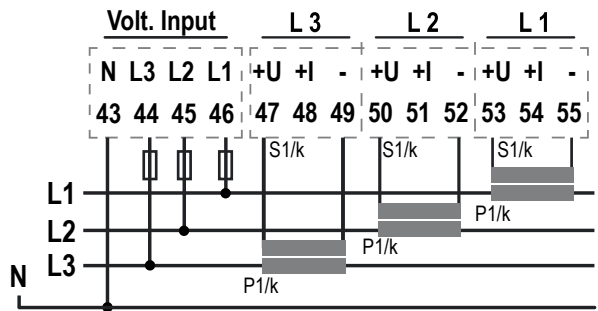 Volt. Input L 3 L 2 L 1
N L3 L2 L1 +U +I - +U +I - +U +I -
43 44 45 46 47 48 49 50 51 52 53 54 55
S1/k S1/k S1/k
L1
P1/k
L2
P1/k
L3
N
P1/k